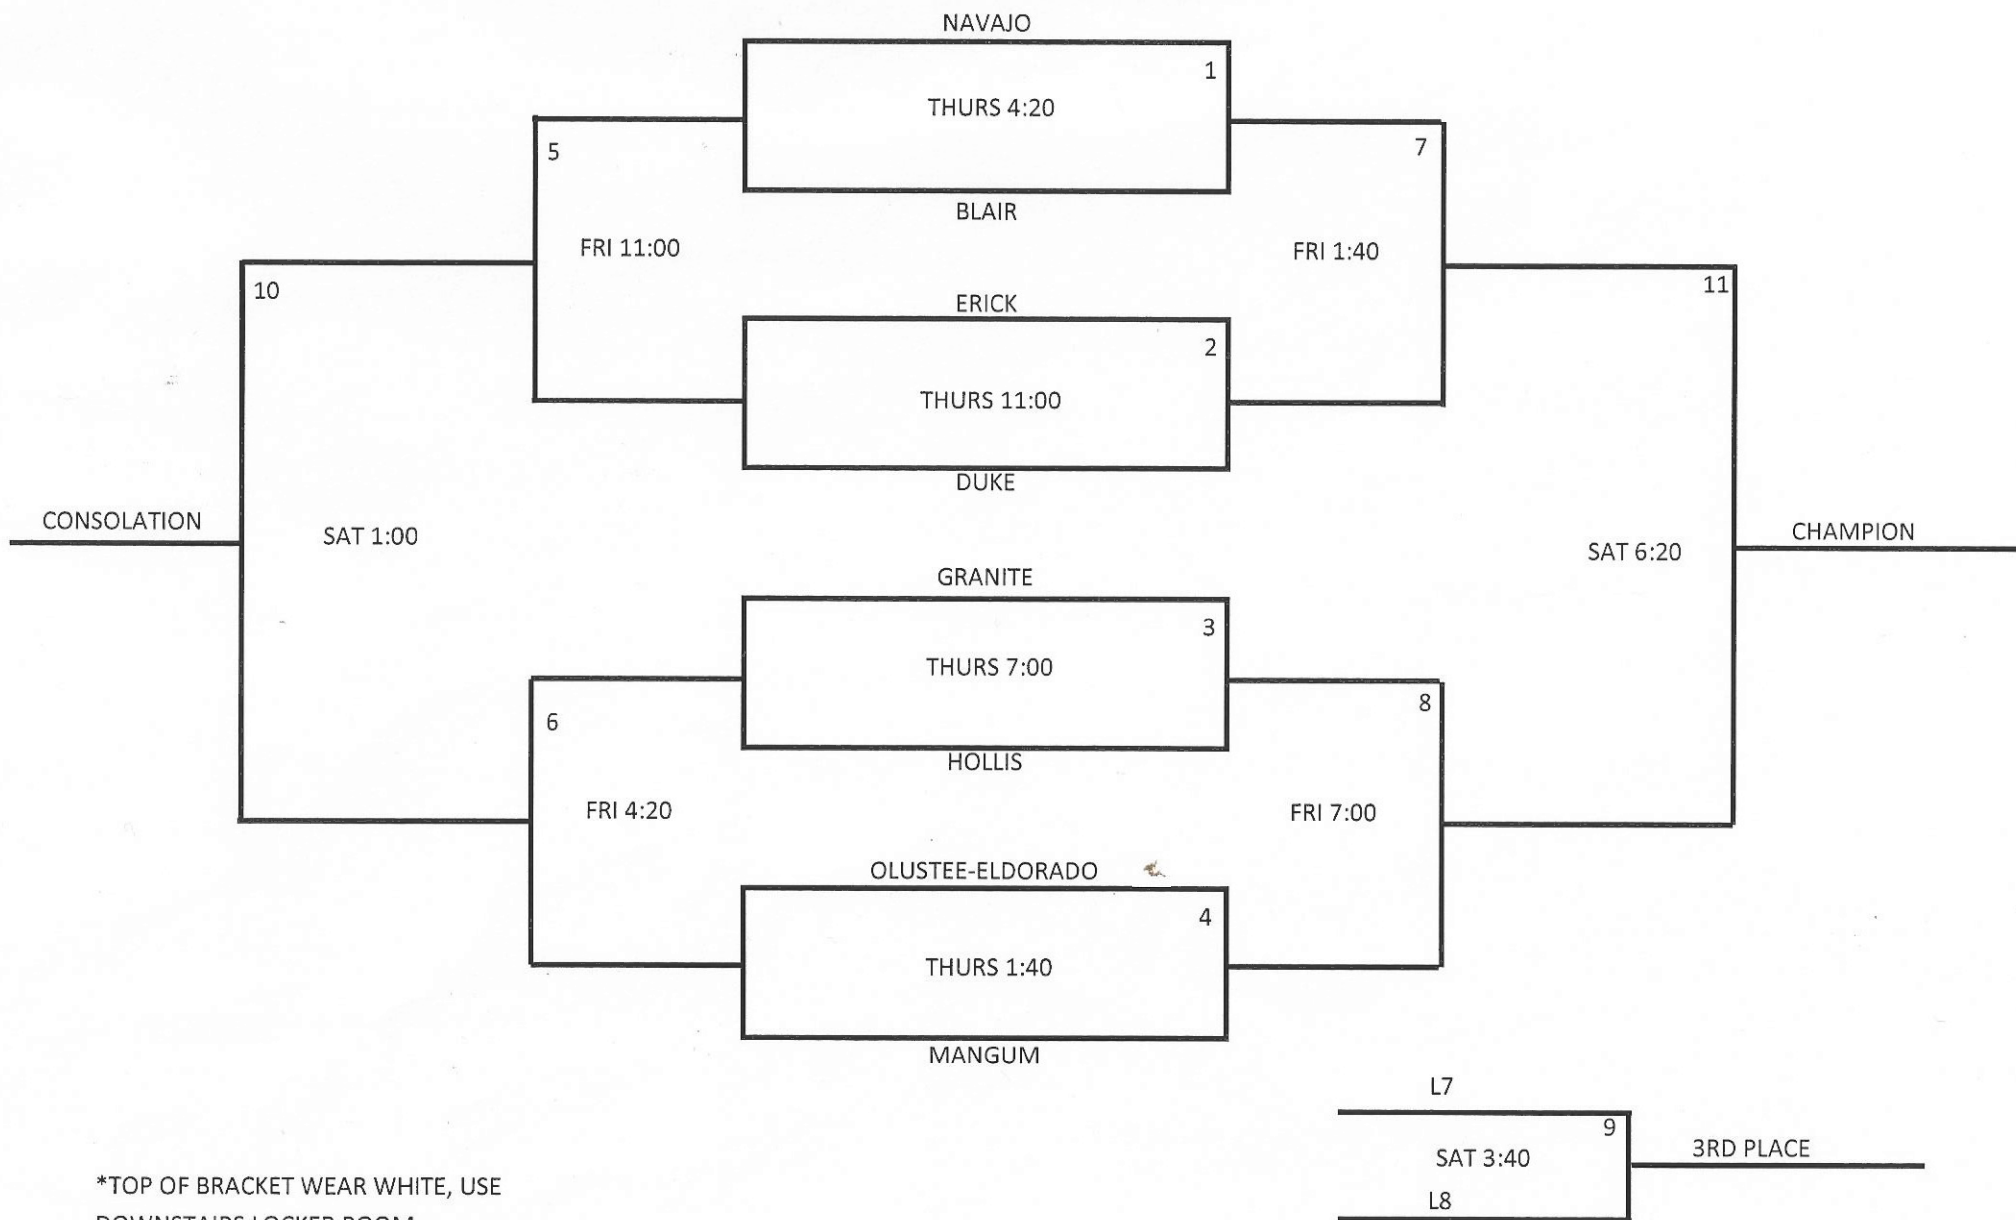 NAVAJO
1
THURS 4:20
5
7
BLAIR
FRI 11:00
FRI 1:40
10
11
ERICK
2
THURS 11:00
DUKE
CONSOLATION
SAT 1:00
SAT 6:20
CHAMPION
GRANITE
3
THURS 7:00
6
8
HOLLIS
FRI 4:20
FRI 7:00
OLUSTEE-ELDORADO
4
THURS 1:40
MANGUM
L7
9
SAT 3:40
3RD PLACE
L8
*TOP OF BRACKET WEAR WHITE, USE
DOWNSTAIRS LOCKER ROOM